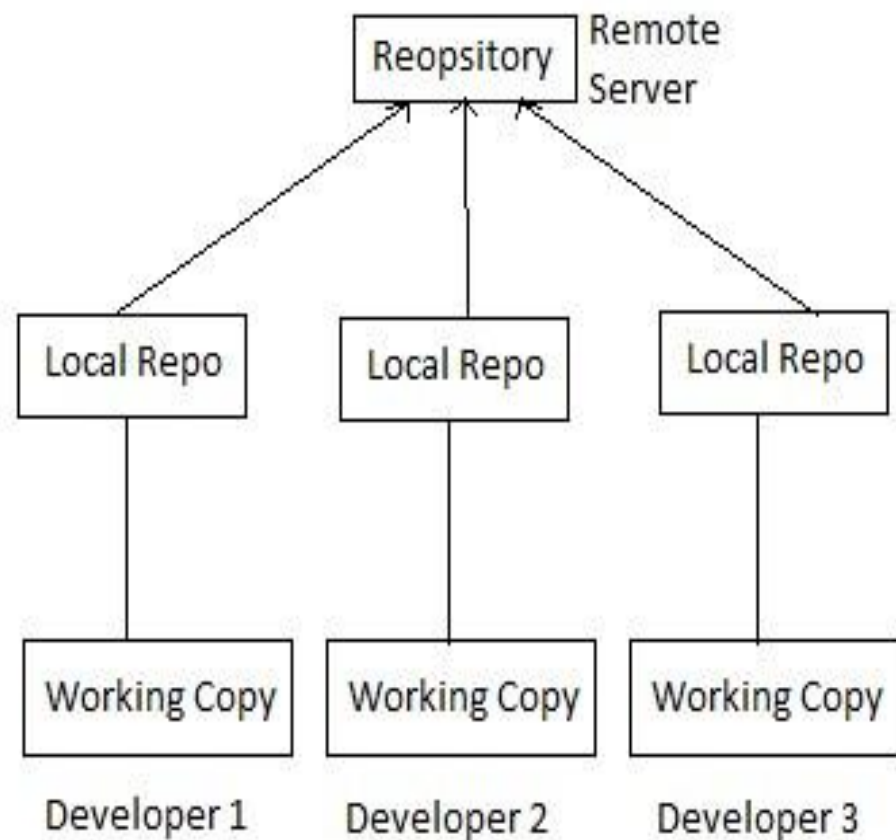 Reopsitory
Remote
Server
Local Repo
Local Repo
Local Repo
Working Copy
Working Copy
Working Copy
Developer 1
Developer 2
Developer 3